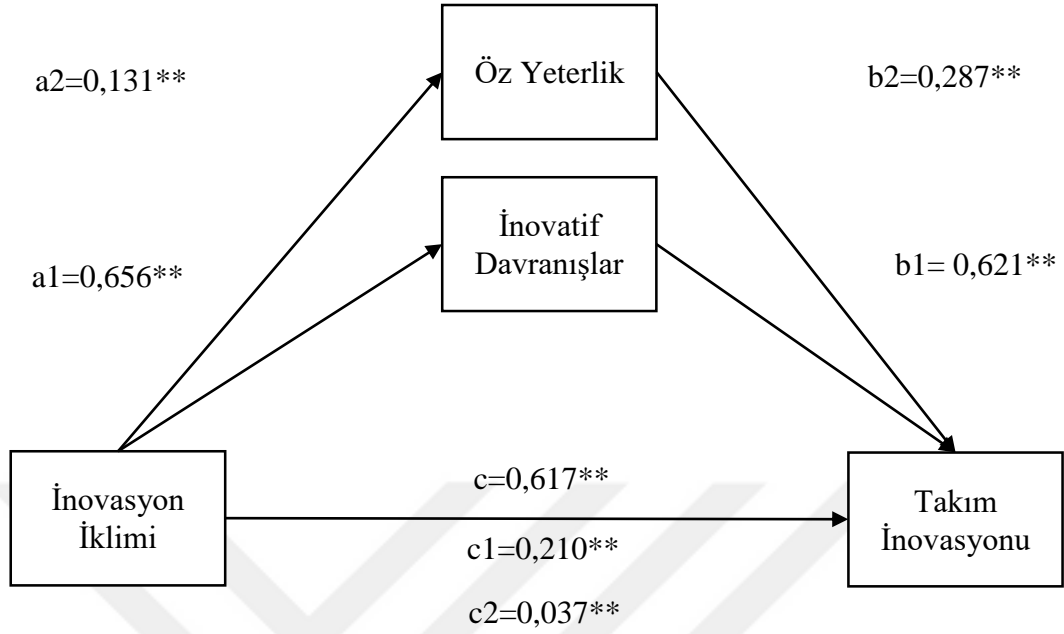 a2=0,131**
Öz Yeterlik
b2=0,287**
a1=0,656**
İnovatif
Davranışlar
b1= 0,621**
İnovasyon
İklimi
c=0,617**
c1=0,210**
c2=0,037**
Takım
İnovasyonu